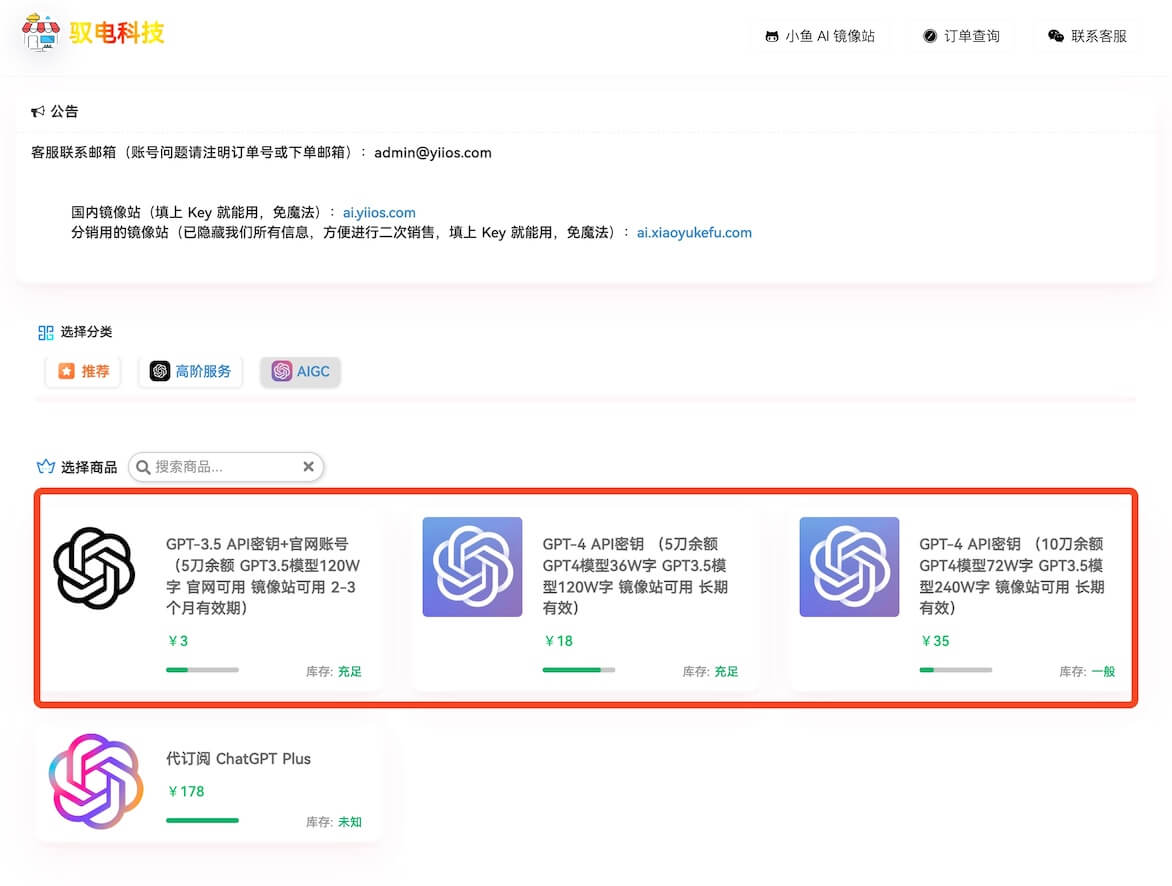 驭电科技
小鱼 AI 镜像站
订单查询
联系客服
公告
客服联系邮箱（账号问题请注明订单号或下单邮箱）：admin@yiios.com
国内镜像站（填上 Key 就能用，免魔法）：ai.yiios.com
分销用的镜像站（已隐藏我们所有信息，方便进行二次销售，填上 Key 就能用，免魔法）：ai.xiaoyukefu.com
选择分类
推荐
高阶服务
AIGC
选择商品
搜索商品...
GPT-3.5 API密钥+官网账号
（5刀余额 GPT3.5模型120W
字 官网可用 镜像站可用 2-3
个月有效期）
¥3
库存: 充足
GPT-4 API密钥 （5刀余额
GPT4模型36W字 GPT3.5模
型120W字 镜像站可用 长期
有效）
¥18
库存: 充足
GPT-4 API密钥 （10刀余额
GPT4模型72W字 GPT3.5模
型240W字 镜像站可用 长期
有效）
¥35
库存: 一般
代订阅 ChatGPT Plus
¥178
库存: 未知